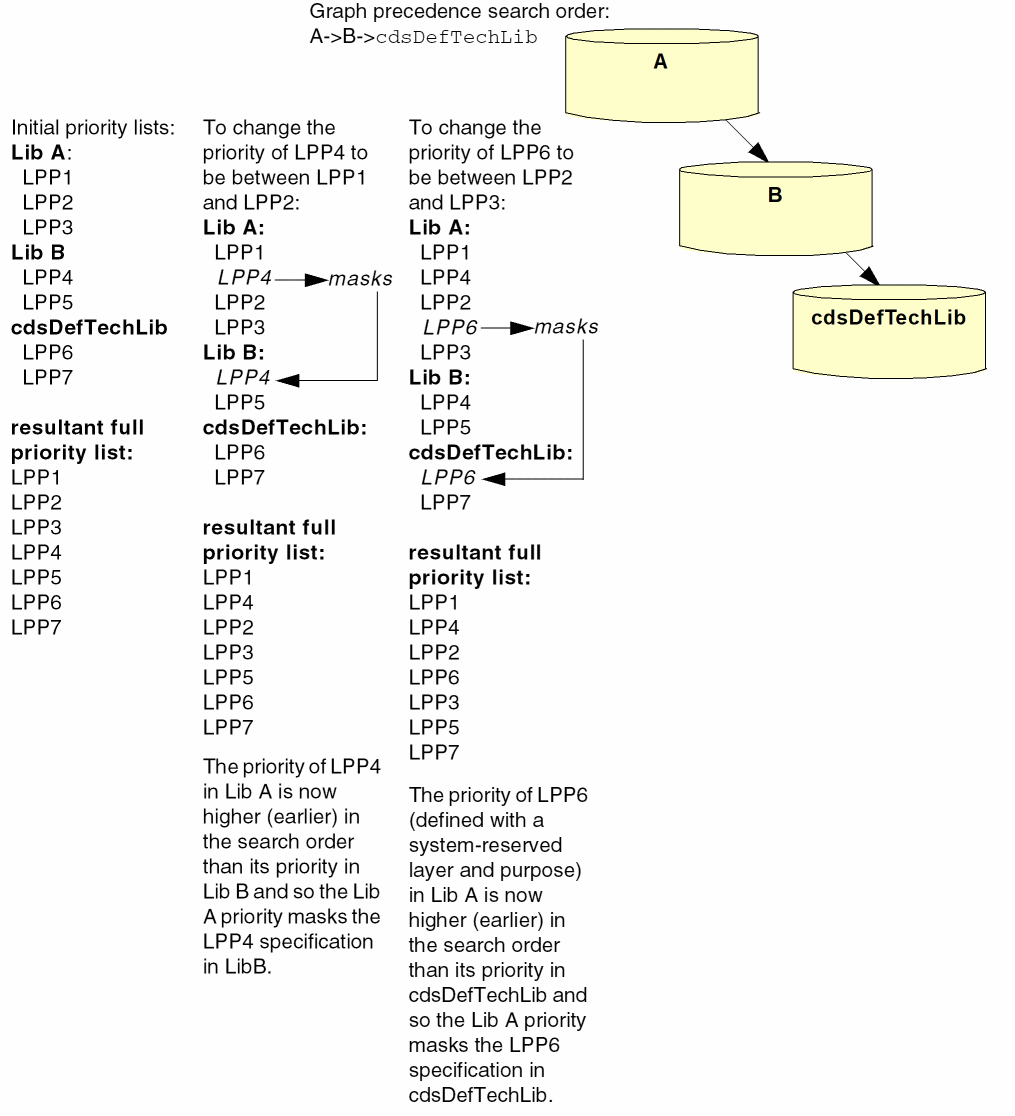 Graph precedence search order:
A->B->cdsDefTechLib
A
B
cdsDefTechLib
Initial priority lists:
Lib A:
LPP1
LPP2
LPP3
Lib B
LPP4
LPP5
cdsDefTechLib
LPP6
LPP7
resultant full
priority list:
LPP1
LPP2
LPP3
LPP4
LPP5
LPP6
LPP7
To change the
priority of LPP4 to
be between LPP1
and LPP2:
Lib A:
LPP1
LPP4 masks
LPP2
LPP3
Lib B:
LPP4
LPP5
cdsDefTechLib:
LPP6
LPP7
resultant full
priority list:
LPP1
LPP4
LPP2
LPP3
LPP5
LPP6
LPP7
The priority of LPP4
in Lib A is now
higher (earlier) in
the search order
than its priority in
Lib B and so the Lib
A priority masks the
LPP4 specification
in LibB.
To change the
priority of LPP6 to
be between LPP2
and LPP3:
Lib A:
LPP1
LPP4
LPP2
LPP6 masks
LPP3
Lib B:
LPP4
LPP5
cdsDefTechLib:
LPP6
LPP7
resultant full
priority list:
LPP1
LPP4
LPP2
LPP6
LPP3
LPP5
LPP7
The priority of LPP6
(defined with a
system-reserved
layer and purpose)
in Lib A is now
higher (earlier) in
the search order
than its priority in
cdsDefTechLib and
so the Lib A priority
masks the LPP6
specification in
cdsDefTechLib.